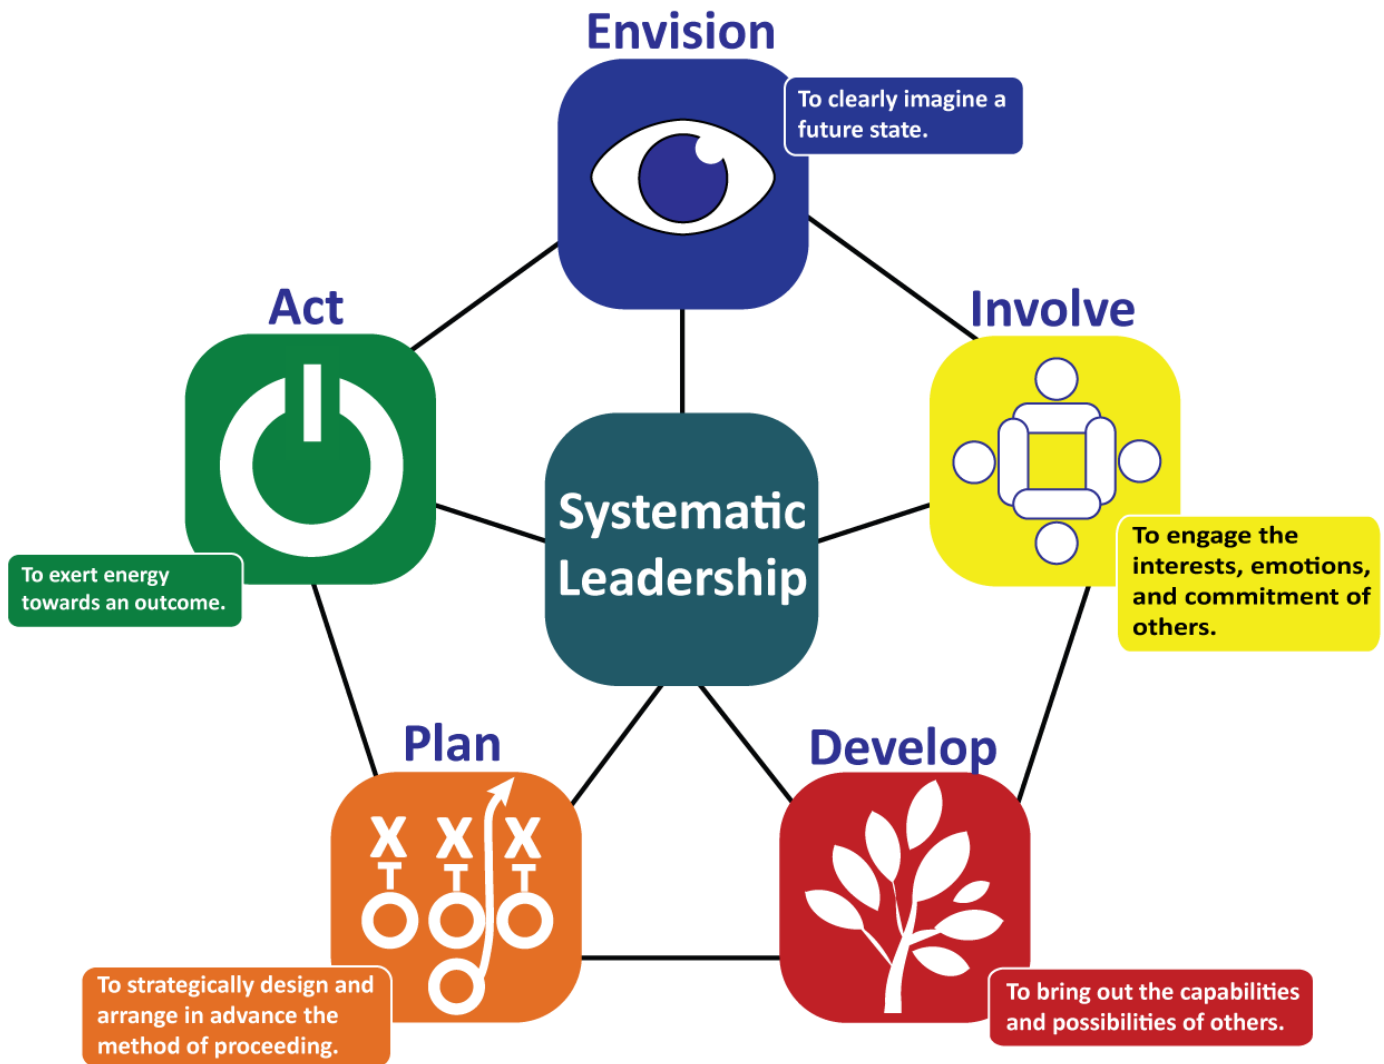 Envision
To clearly imagine a
future state.
Act
Involve
Systematic
Leadership
To exert energy
towards an outcome.
To engage the
interests, emotions,
and commitment of
others.
Plan
Develop
X X X
T T T
To strategically design and
arrange in advance the
method of proceeding.
To bring out the capabilities
and possibilities of others.